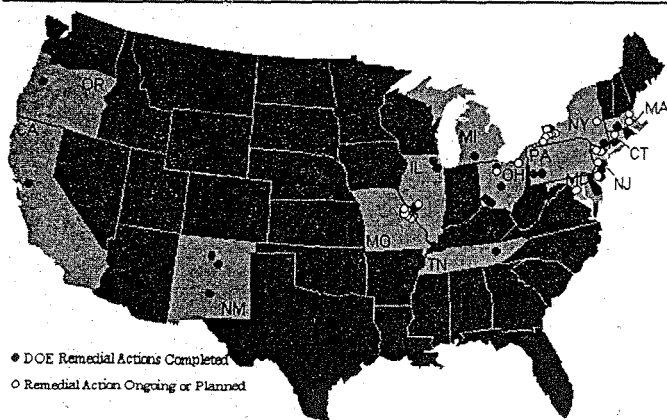 OR
CA
NM
MO
IL
MI
OH
TN
PA
NY
MA
CT
NJ
MD
DOE Remedial Actions Completed
Remedial Action Ongoing or Planned